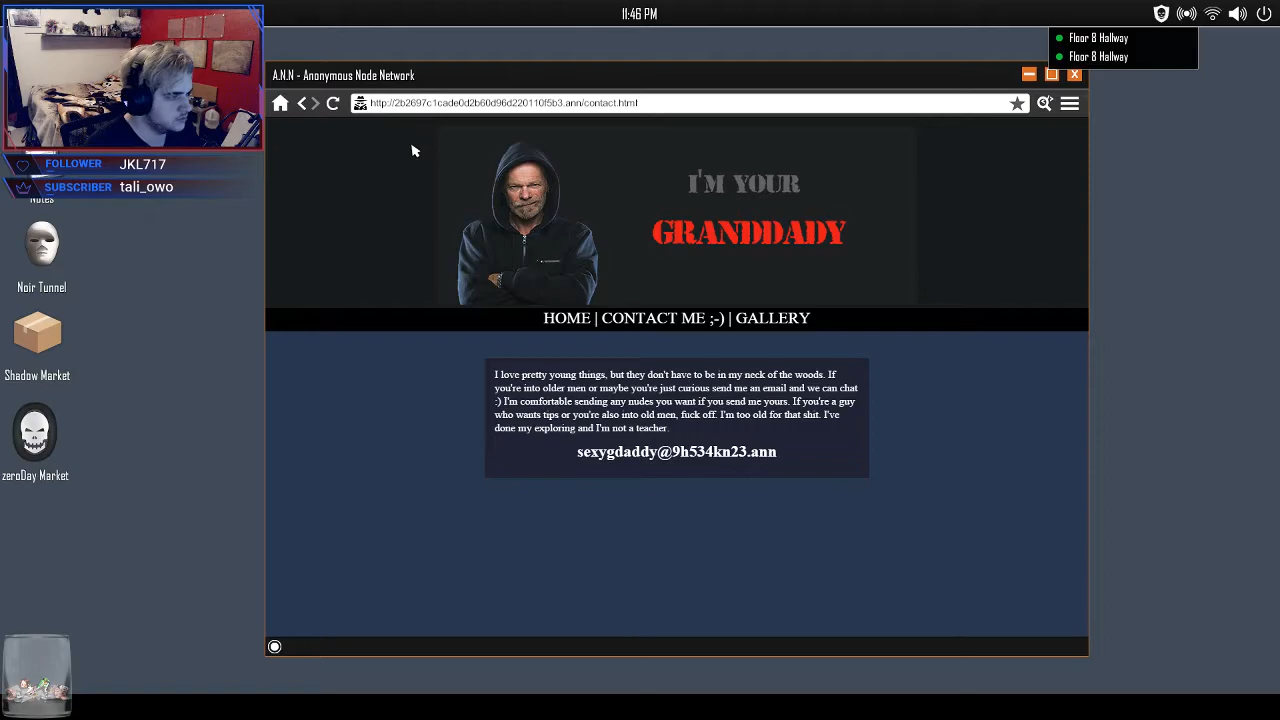 11:46 PM
Floor 8 Hallway
Floor 8 Hallway
A.N.N - Anonymous Node Network
http://2b2697c1cade0d2b60d96d220110f5b3.ann/contact.html
FOLLOWER JKL717
SUBSCRIBER tali_owo
Notes
Noir Tunnel
Shadow Market
zeroDay Market
I'M YOUR
GRANDDADY
HOME | CONTACT ME ;-) | GALLERY
I love pretty young things, but they don't have to be in my neck of the woods. If
you're into older men or maybe you're just curious send me an email and we can chat
:) I'm comfortable sending any nudes you want if you send me yours. If you're a guy
who wants tips or you're also into old men, fuck off. I'm too old for that shit. I've
done my exploring and I'm not a teacher.
sexygdaddy@9h534kn23.ann